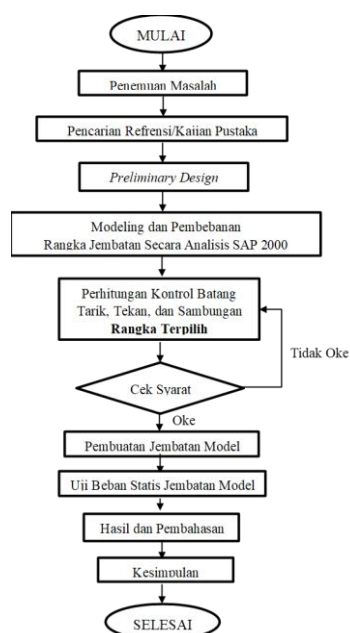 MULAI
Penemuan Masalah
Pencarian Refrensi/Kajian Pustaka
Preliminary Design
Modeling dan Pembebanan
Rangka Jembatan Secara Analisis SAP 2000
Perhitungan Kontrol Batang
Tarik, Tekan, dan Sambungan
Rangka Terpilih
Tidak Oke
Cek Syarat
Oke
Pembuatan Jembatan Model
Uji Beban Statis Jembatan Model
Hasil dan Pembahasan
Kesimpulan
SELESAI